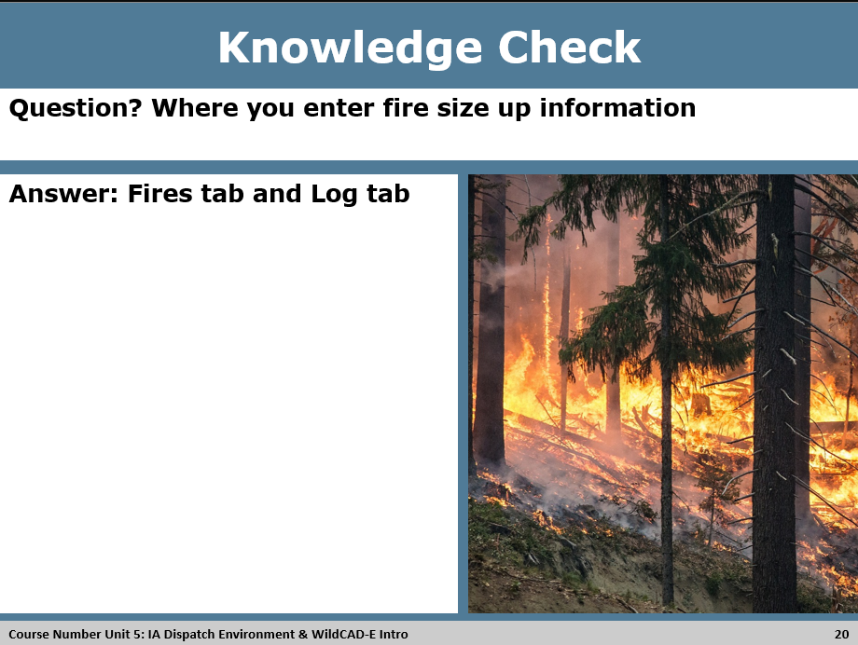 Knowledge Check
Question? Where you enter fire size up information
Answer: Fires tab and Log tab
Course Number Unit 5: IA Dispatch Environment & WildCAD-E Intro
20